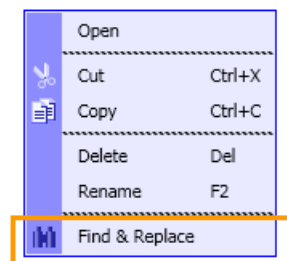 Open
Cut Ctrl+X
Copy Ctrl+C
Delete Del
Rename F2
Find & Replace